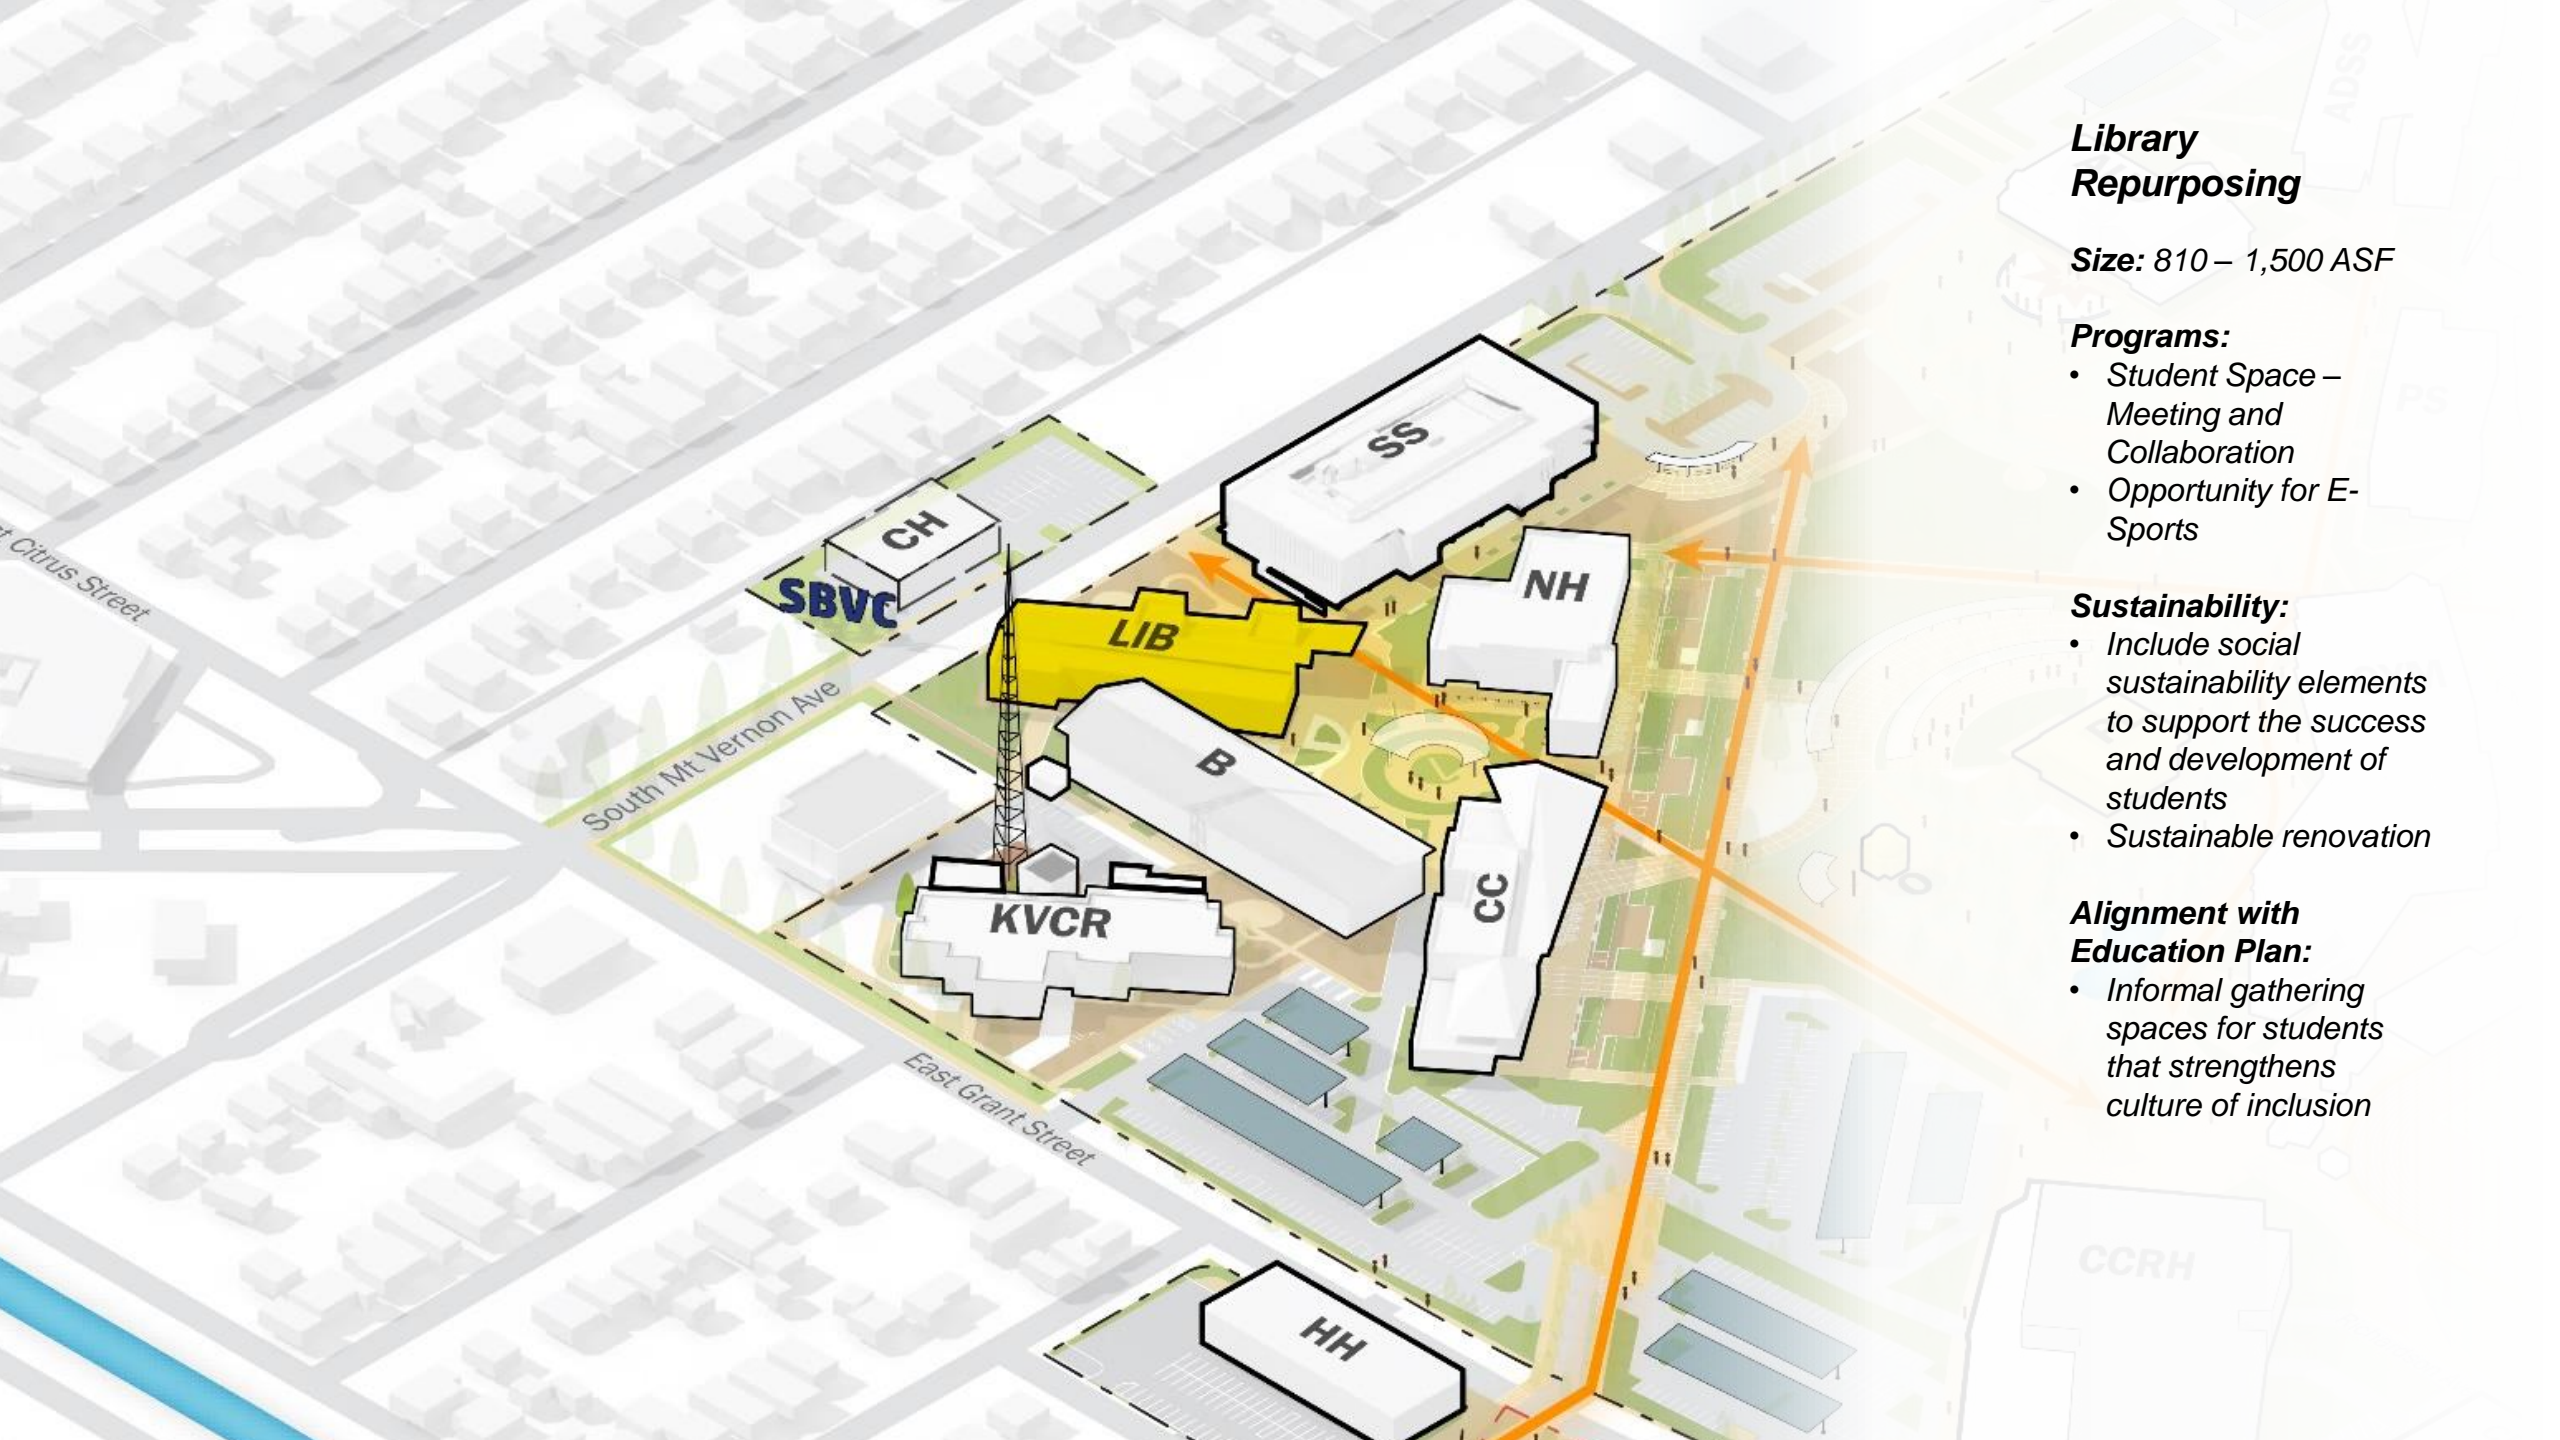 Library
Repurposing
Size: 810 – 1,500 ASF
Programs:
• Student Space –
Meeting and
Collaboration
• Opportunity for E-
Sports
Sustainability:
• Include social
sustainability elements
to support the success
and development of
students
• Sustainable renovation
Alignment with
Education Plan:
• Informal gathering
spaces for students
that strengthens
culture of inclusion
ADSS
PS
SS
CH
SBVC
NH
LIB
Citrus Street
South Mt Vernon Ave
B
CC
KVCR
East Grant Street
CCRH
HH